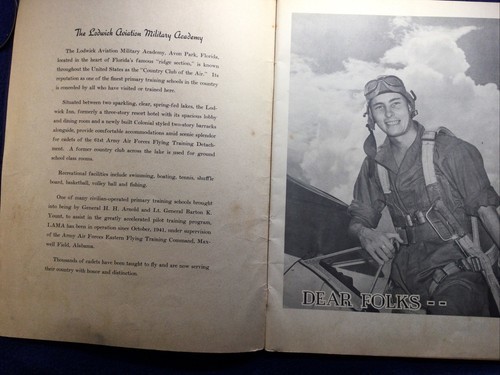 The Lodwick Aviation Military Academy
The Lodwick Aviation Military Academy, Avon Park, Florida,
located in the heart of Florida's famous "ridge section," is known
throughout the United States as the "Country Club of the Air." Its
reputation as one of the finest primary training schools in the country
is conceded by all who have visited or trained here.
Situated between two sparkling, clear, spring-fed lakes, the Lod-
wick Inn, formerly a three-story resort hotel with its spacious lobby
and dining room and a newly built Colonial styled two-story barracks
alongside, provide comfortable accommodations amid scenic splendor
for cadets of the 61st Army Air Forces Flying Training Detach-
ment. A former country club across the lake is used for ground
school class rooms.
Recreational facilities include swimming, boating, tennis, shuffle
board, basketball, volley ball and fishing.
One of many civilian-operated primary training schools brought
into being by General H. H. Arnold and Lt. General Barton K.
Yount, to assist in the greatly accelerated pilot training program,
LAMA has been in operation since October, 1941, under supervision
of the Army Air Forces Eastern Flying Training Command, Max-
well Field, Alabama.
Thousands of cadets have been taught to fly and are now serving
their country with honor and distinction.
DEAR FOLKS --